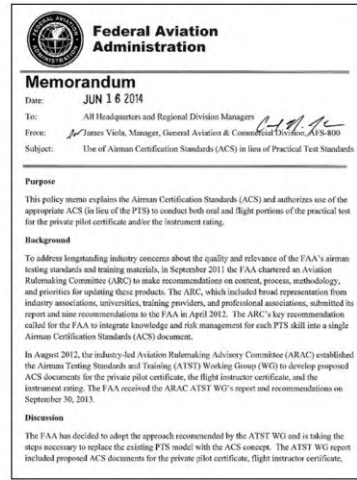 Federal Aviation
Administration
Memorandum
Date: JUN 16 2014
To: All Headquarters and Regional Division Managers
From: James Viola, Manager, General Aviation & Commercial Division, AFS-800
Subject: Use of Airman Certification Standards (ACS) in lieu of Practical Test Standards
Purpose
This policy memo explains the Airman Certification Standards (ACS) and authorizes use of the
appropriate ACS (in lieu of the PTS) to conduct both oral and flight portions of the practical test
for the private pilot certificate and/or the instrument rating.
Background
To address longstanding industry concerns about the quality and relevance of the FAA's airman
testing standards and training materials, in September 2011 the FAA chartered an Aviation
Rulemaking Committee (ARC) to make recommendations on content, process, methodology,
and priorities for updating these products. The ARC, which included broad representation from
industry associations, universities, training providers, and professional associations, submitted its
report and nine recommendations to the FAA in April 2012. The ARC's key recommendation
called for the FAA to integrate knowledge and risk management for each PTS skill into a single
Airman Certification Standards (ACS) document.
In August 2012, the industry-led Aviation Rulemaking Advisory Committee (ARAC) established
the Airman Testing Standards and Training (ATST) Working Group (WG) to develop proposed
ACS documents for the private pilot certificate, the flight instructor certificate, and the
instrument rating. The FAA received the ARAC ATST WG's report and recommendations on
September 30, 2013.
Discussion
The FAA has decided to adopt the approach recommended by the ATST WG and is taking the
steps necessary to replace the existing PTS model with the ACS concept. The ATST WG report
included proposed ACS documents for the private pilot certificate, flight instructor certificate,